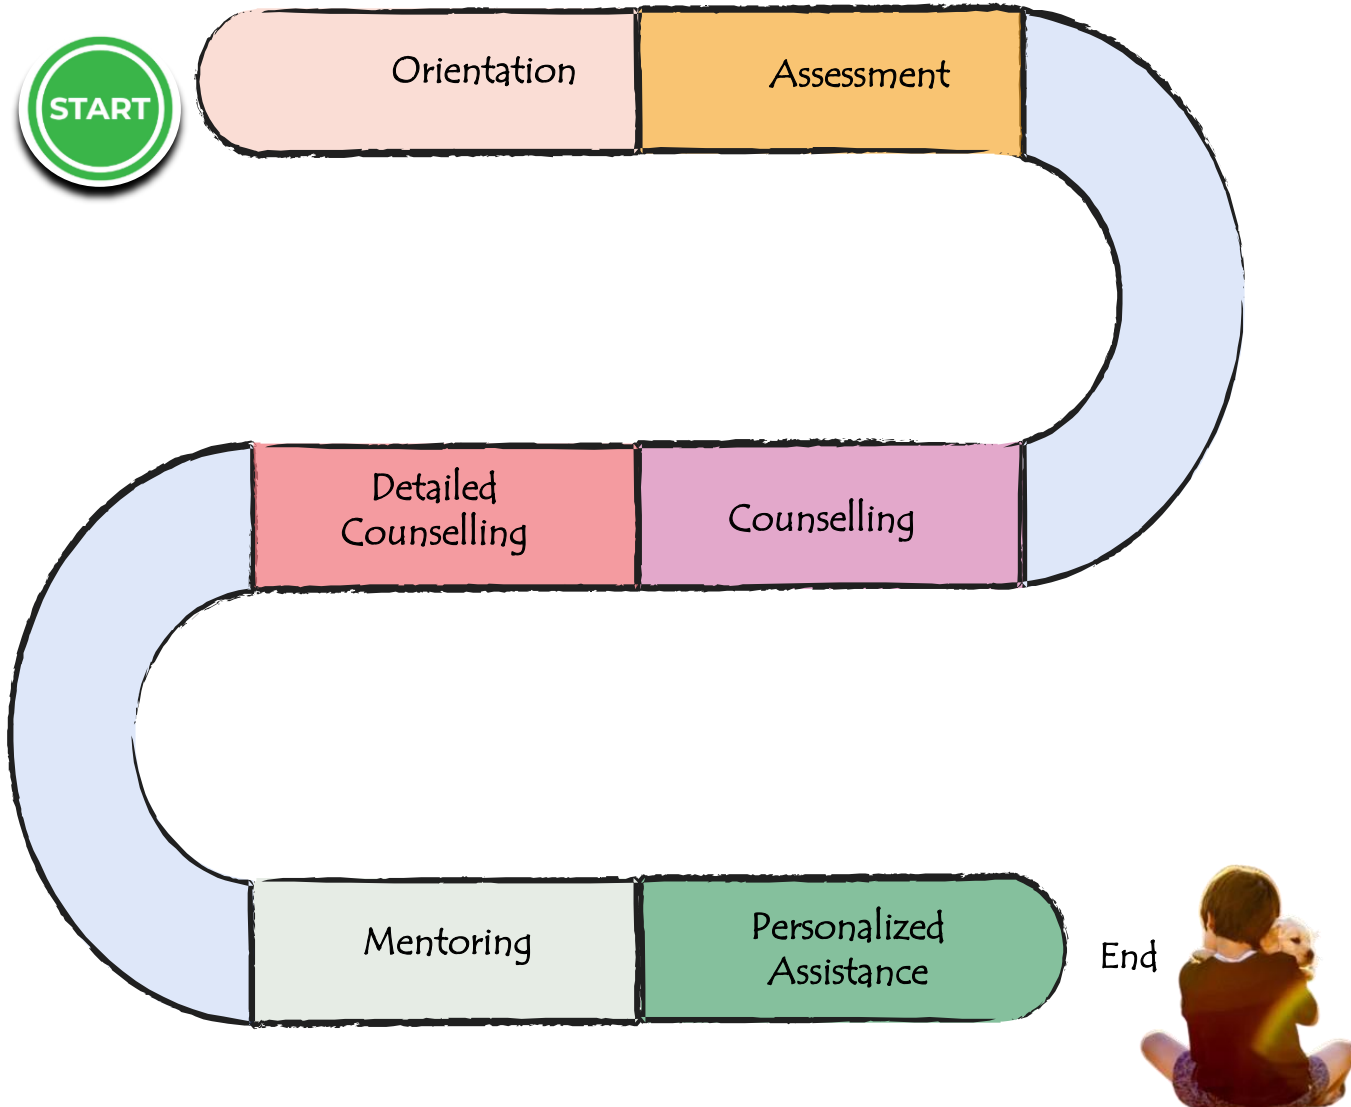 START
Orientation
Assessment
Counselling
Detailed
Counselling
Mentoring
Personalized
Assistance
End